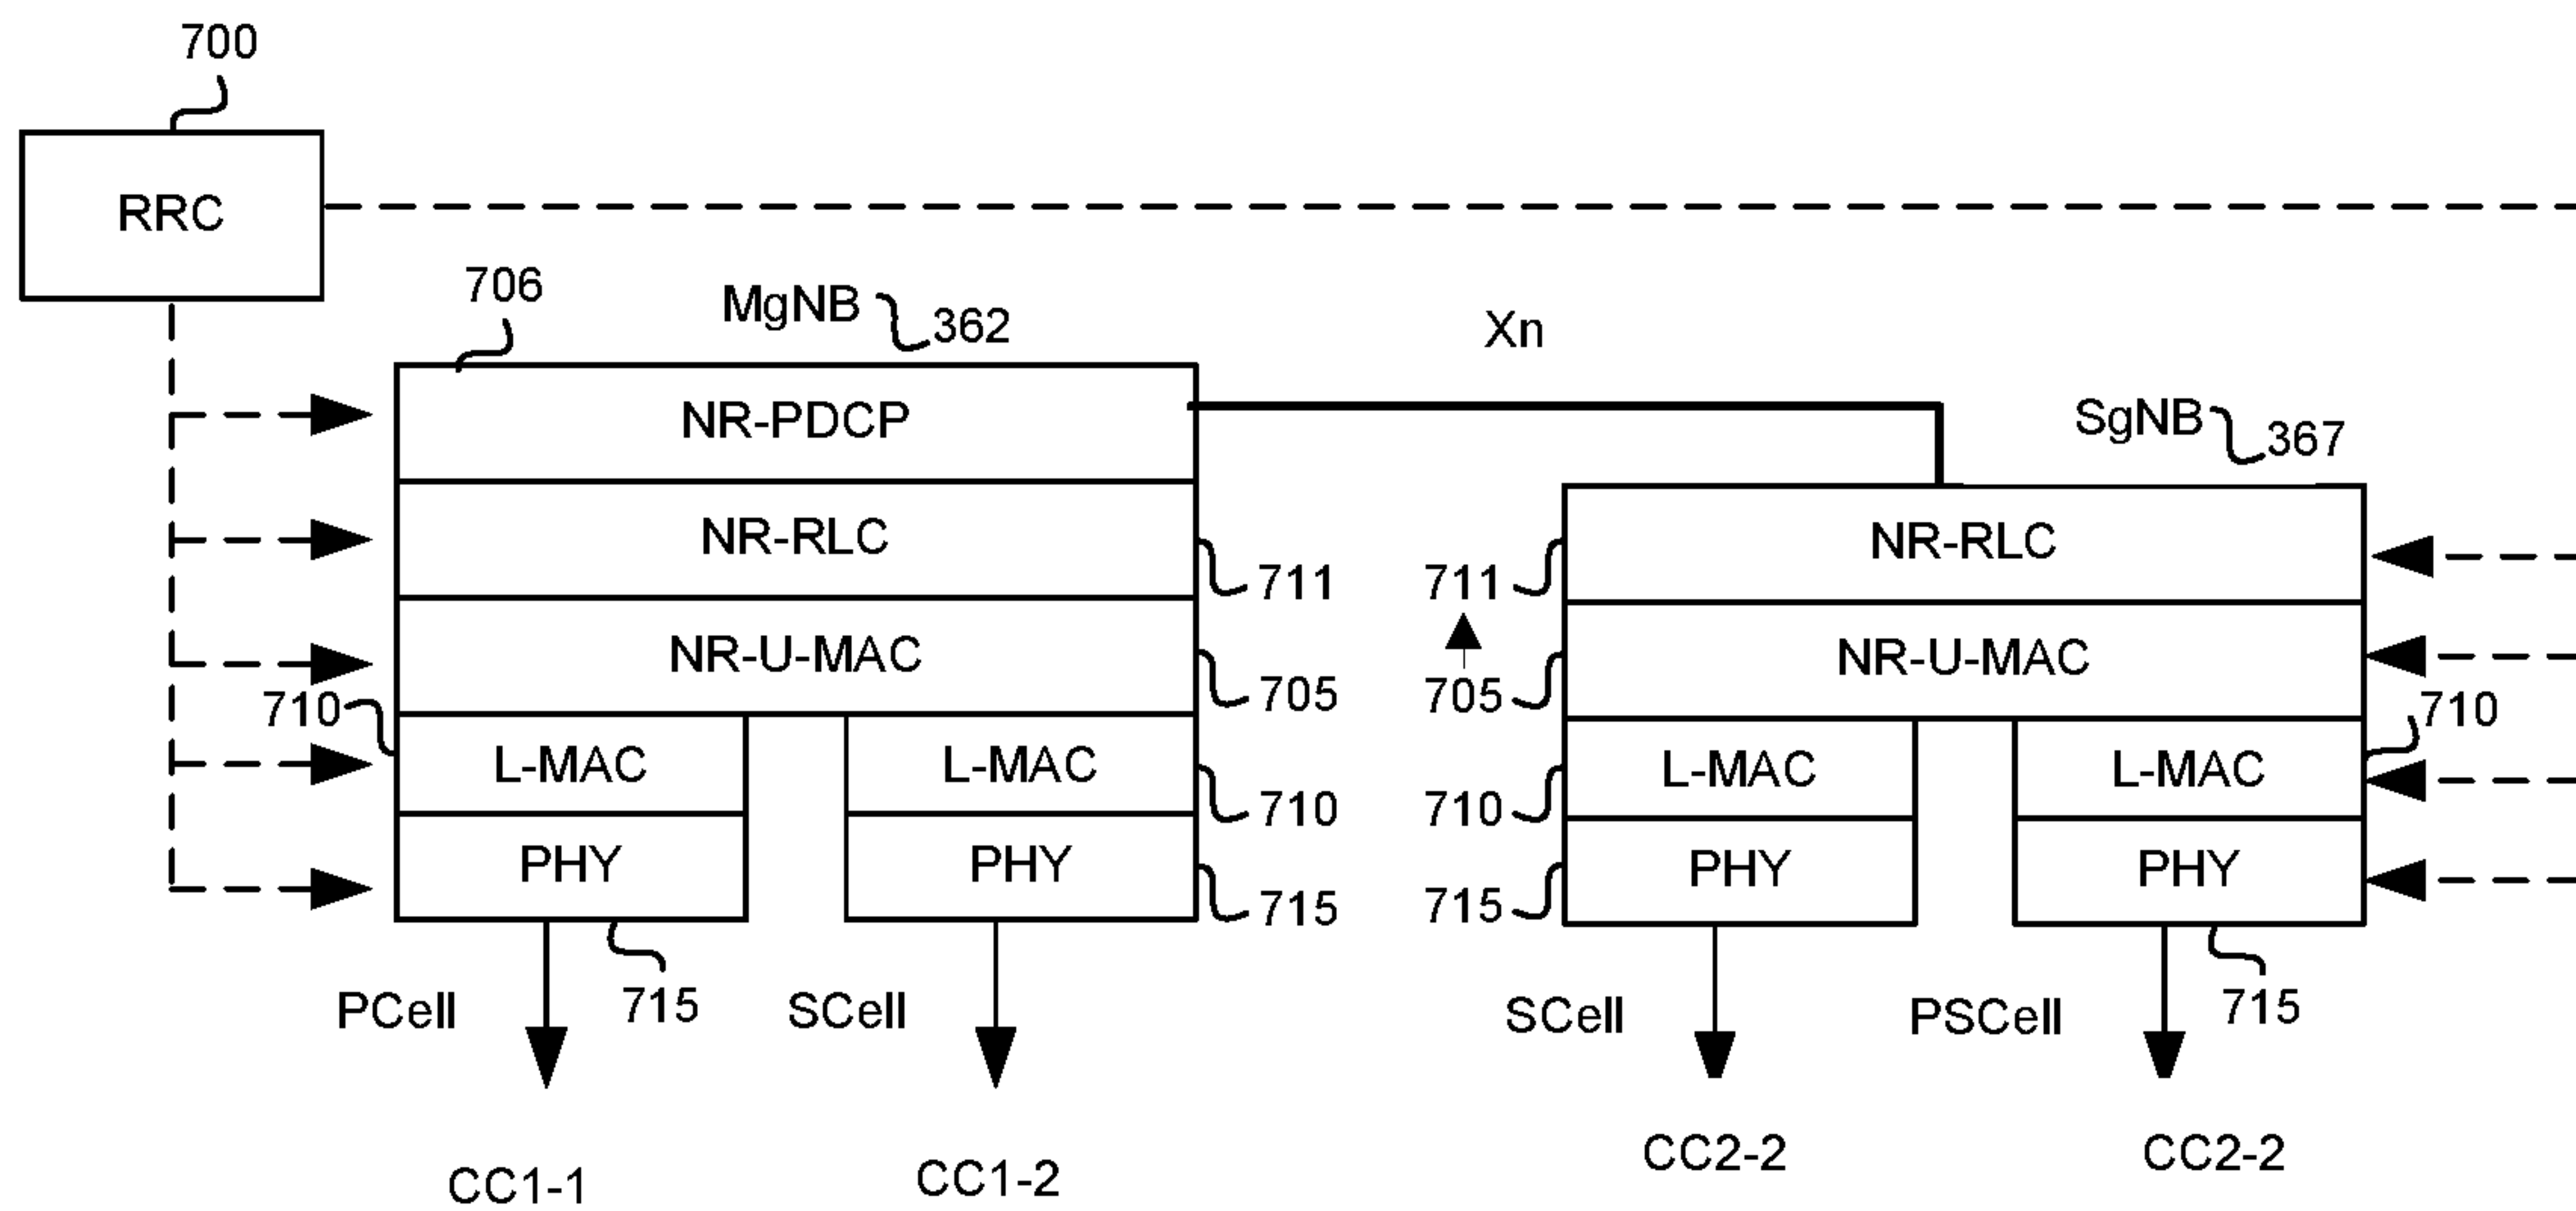 700
RRC
706
MgNB 362
Xn
NR-PDCP
SgNB 367
NR-RLC
NR-RLC
711
711
NR-U-MAC
NR-U-MAC
705
705
710
710
L-MAC
L-MAC
L-MAC
L-MAC
710
710
PHY
PHY
PHY
PHY
715
715
PCell
715
SCell
SCell
PSCell
715
CC1-1
CC1-2
CC2-2
CC2-2